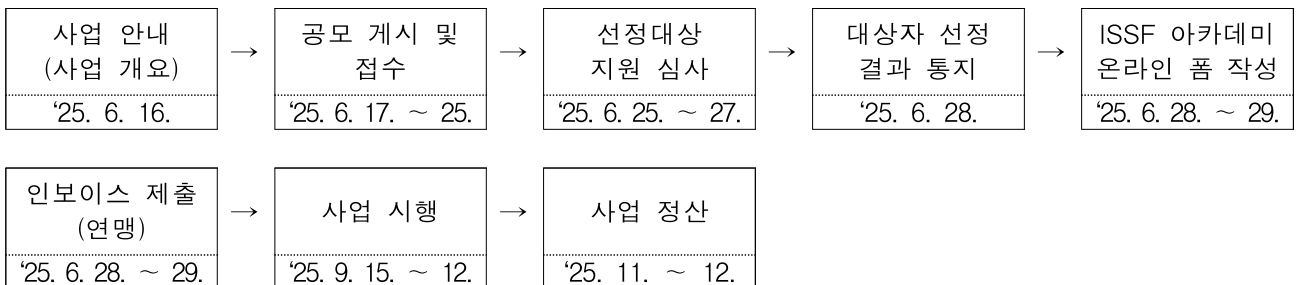 사업 안내
(사업 개요)
‘25. 6. 16.
→
공모 게시 및
접수
‘25. 6. 17. ~ 25.
→
선정대상
지원 심사
‘25. 6. 25. ~ 27.
→
대상자 선정
결과 통지
‘25. 6. 28.
→
ISSF 아카데미
온라인 폼 작성
‘25. 6. 28. ~ 29.
인보이스 제출
(연맹)
‘25. 6. 28. ~ 29.
→
사업 시행
‘25. 9. 15. ~ 12.
→
사업 정산
‘25. 11. ~ 12.